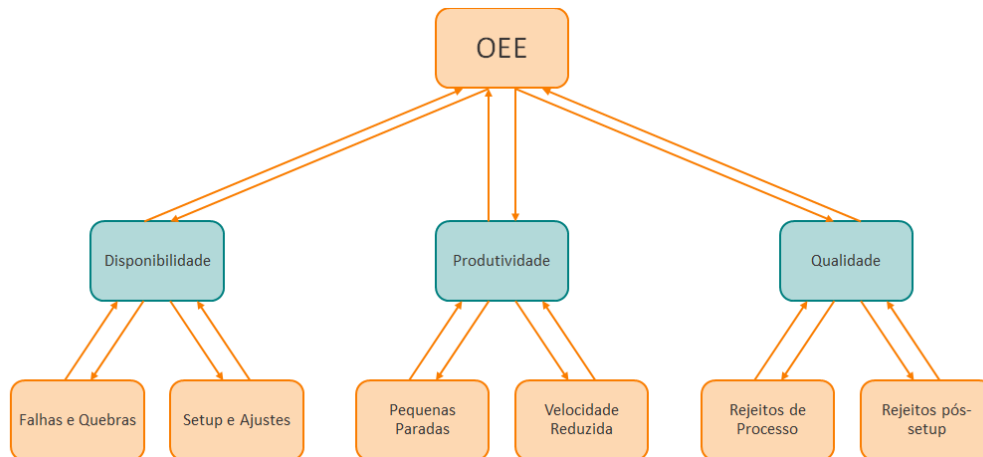 OEE
Disponibilidade
Produtividade
Qualidade
Falhas e Quebras
Setup e Ajustes
Pequenas
Paradas
Velocidade
Reduzida
Rejeitos de
Processo
Rejeitos pós-
setup